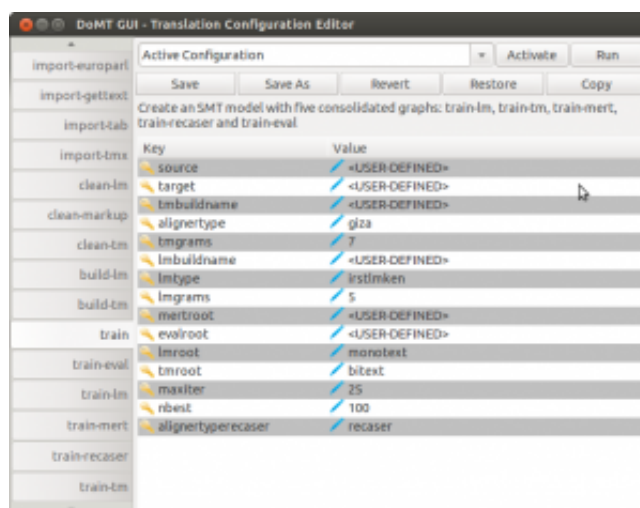 DoMT GUI - Translation Configuration Editor
Active Configuration Activate Run
Save Save As Revert Restore Copy
Create an SMT model with five consolidated graphs: train-lm, train-tm, train-mert,
train-recaser and train-eval
Key Value
source <USER-DEFINED>
target <USER-DEFINED>
tmbuildname <USER-DEFINED>
alignertype giza
tmgrams 7
lmbuildname <USER-DEFINED>
lmtype irstlmken
lmgrams 5
mertroot <USER-DEFINED>
evalroot <USER-DEFINED>
lmroot monotext
tmroot bitext
maxiter 25
nbest 100
alignertyperecaser recaser
import-europarl
import-gettext
import-tab
import-tmx
clean-lm
clean-markup
clean-tm
build-lm
build-tm
train
train-eval
train-lm
train-mert
train-recaser
train-tm